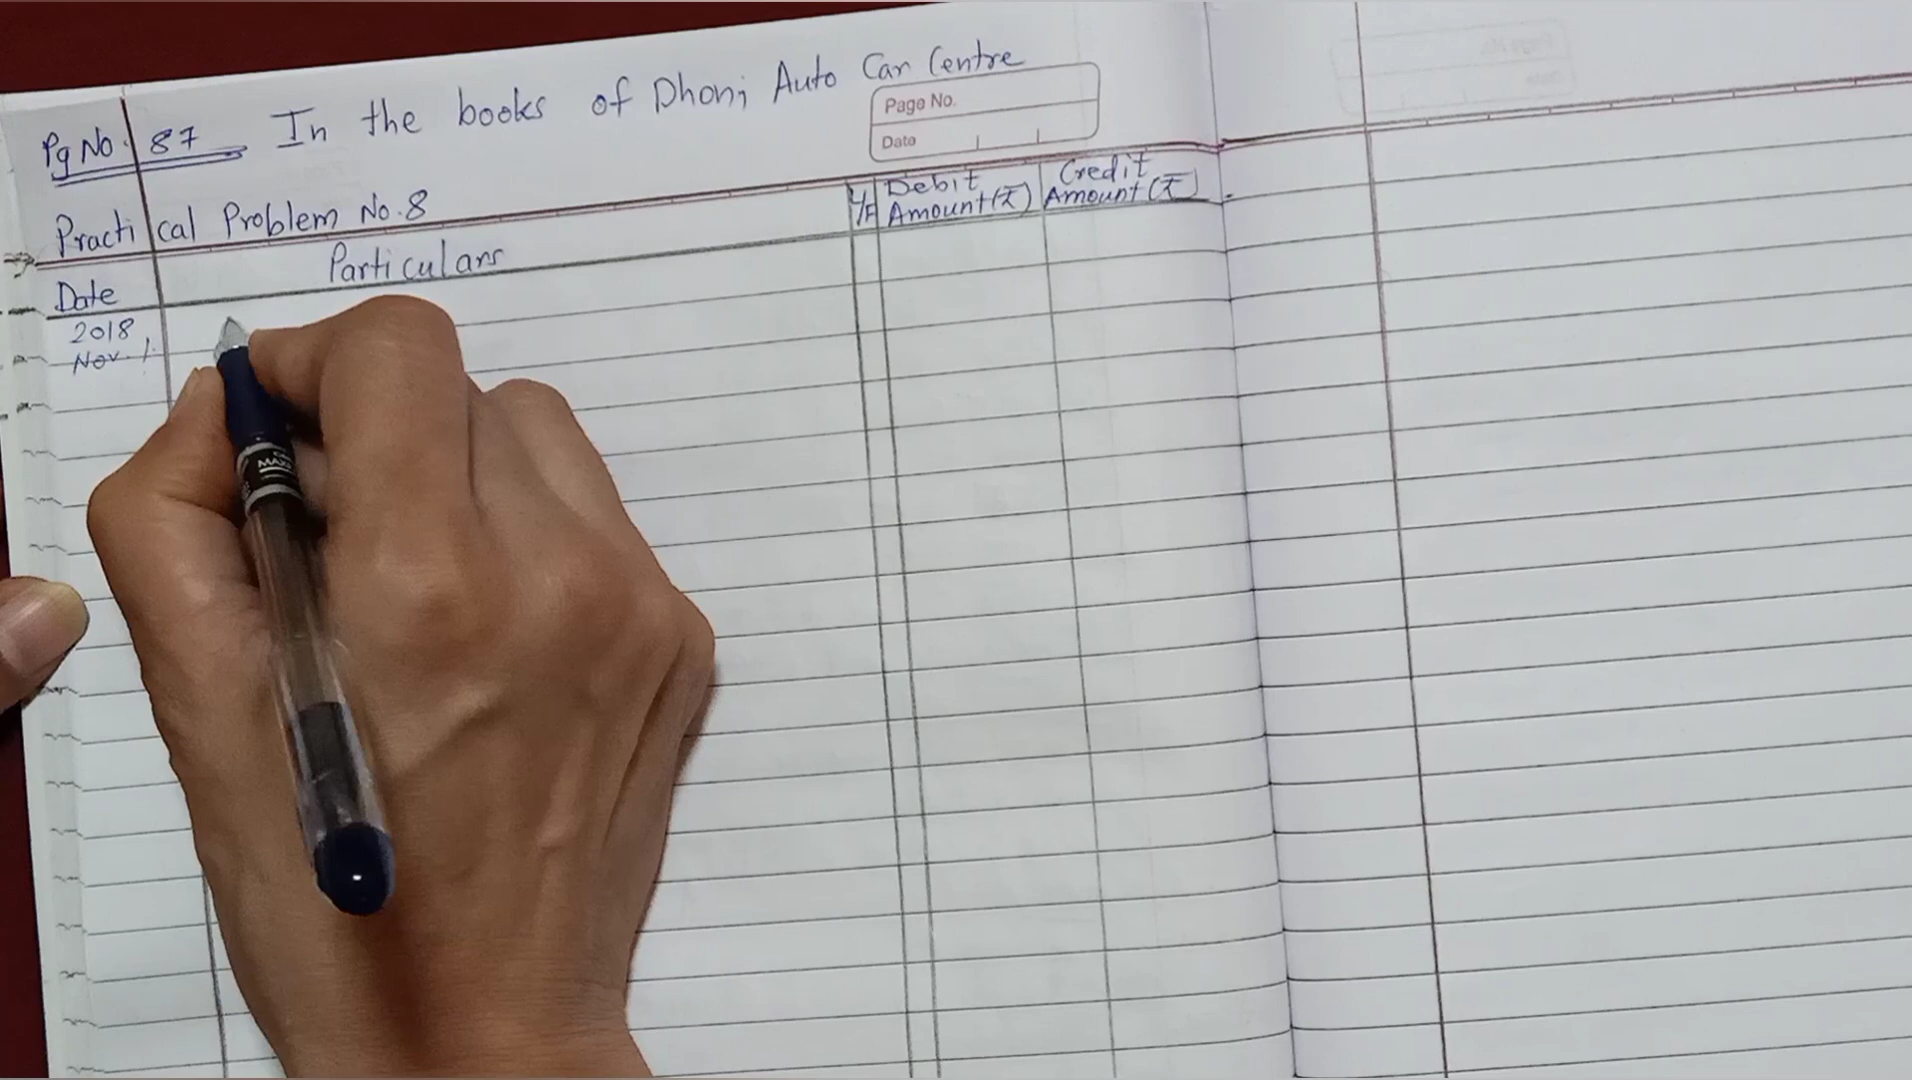 Pg No. 87 In the books of Dhoni Auto Car Centre
Page No.
Date
Practical Problem No. 8
Date Particulars L/F Debit Amount (₹) Credit Amount (₹)
2018
Nov. 1.